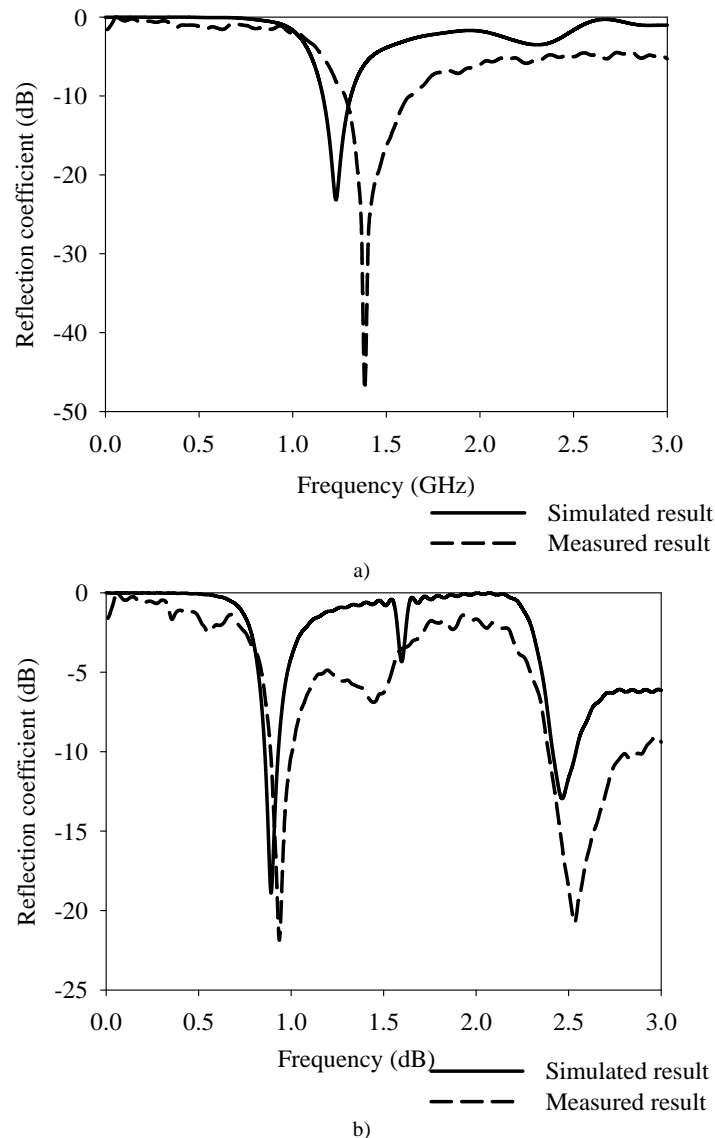 0
-10
-20
-30
-40
-50
Reflection coefficient (dB)
0.0 0.5 1.0 1.5 2.0 2.5 3.0
Frequency (GHz)
Simulated result
Measured result
a)
0
-5
-10
-15
-20
-25
Reflection coefficient (dB)
0.0 0.5 1.0 1.5 2.0 2.5 3.0
Frequency (dB)
Simulated result
Measured result
b)